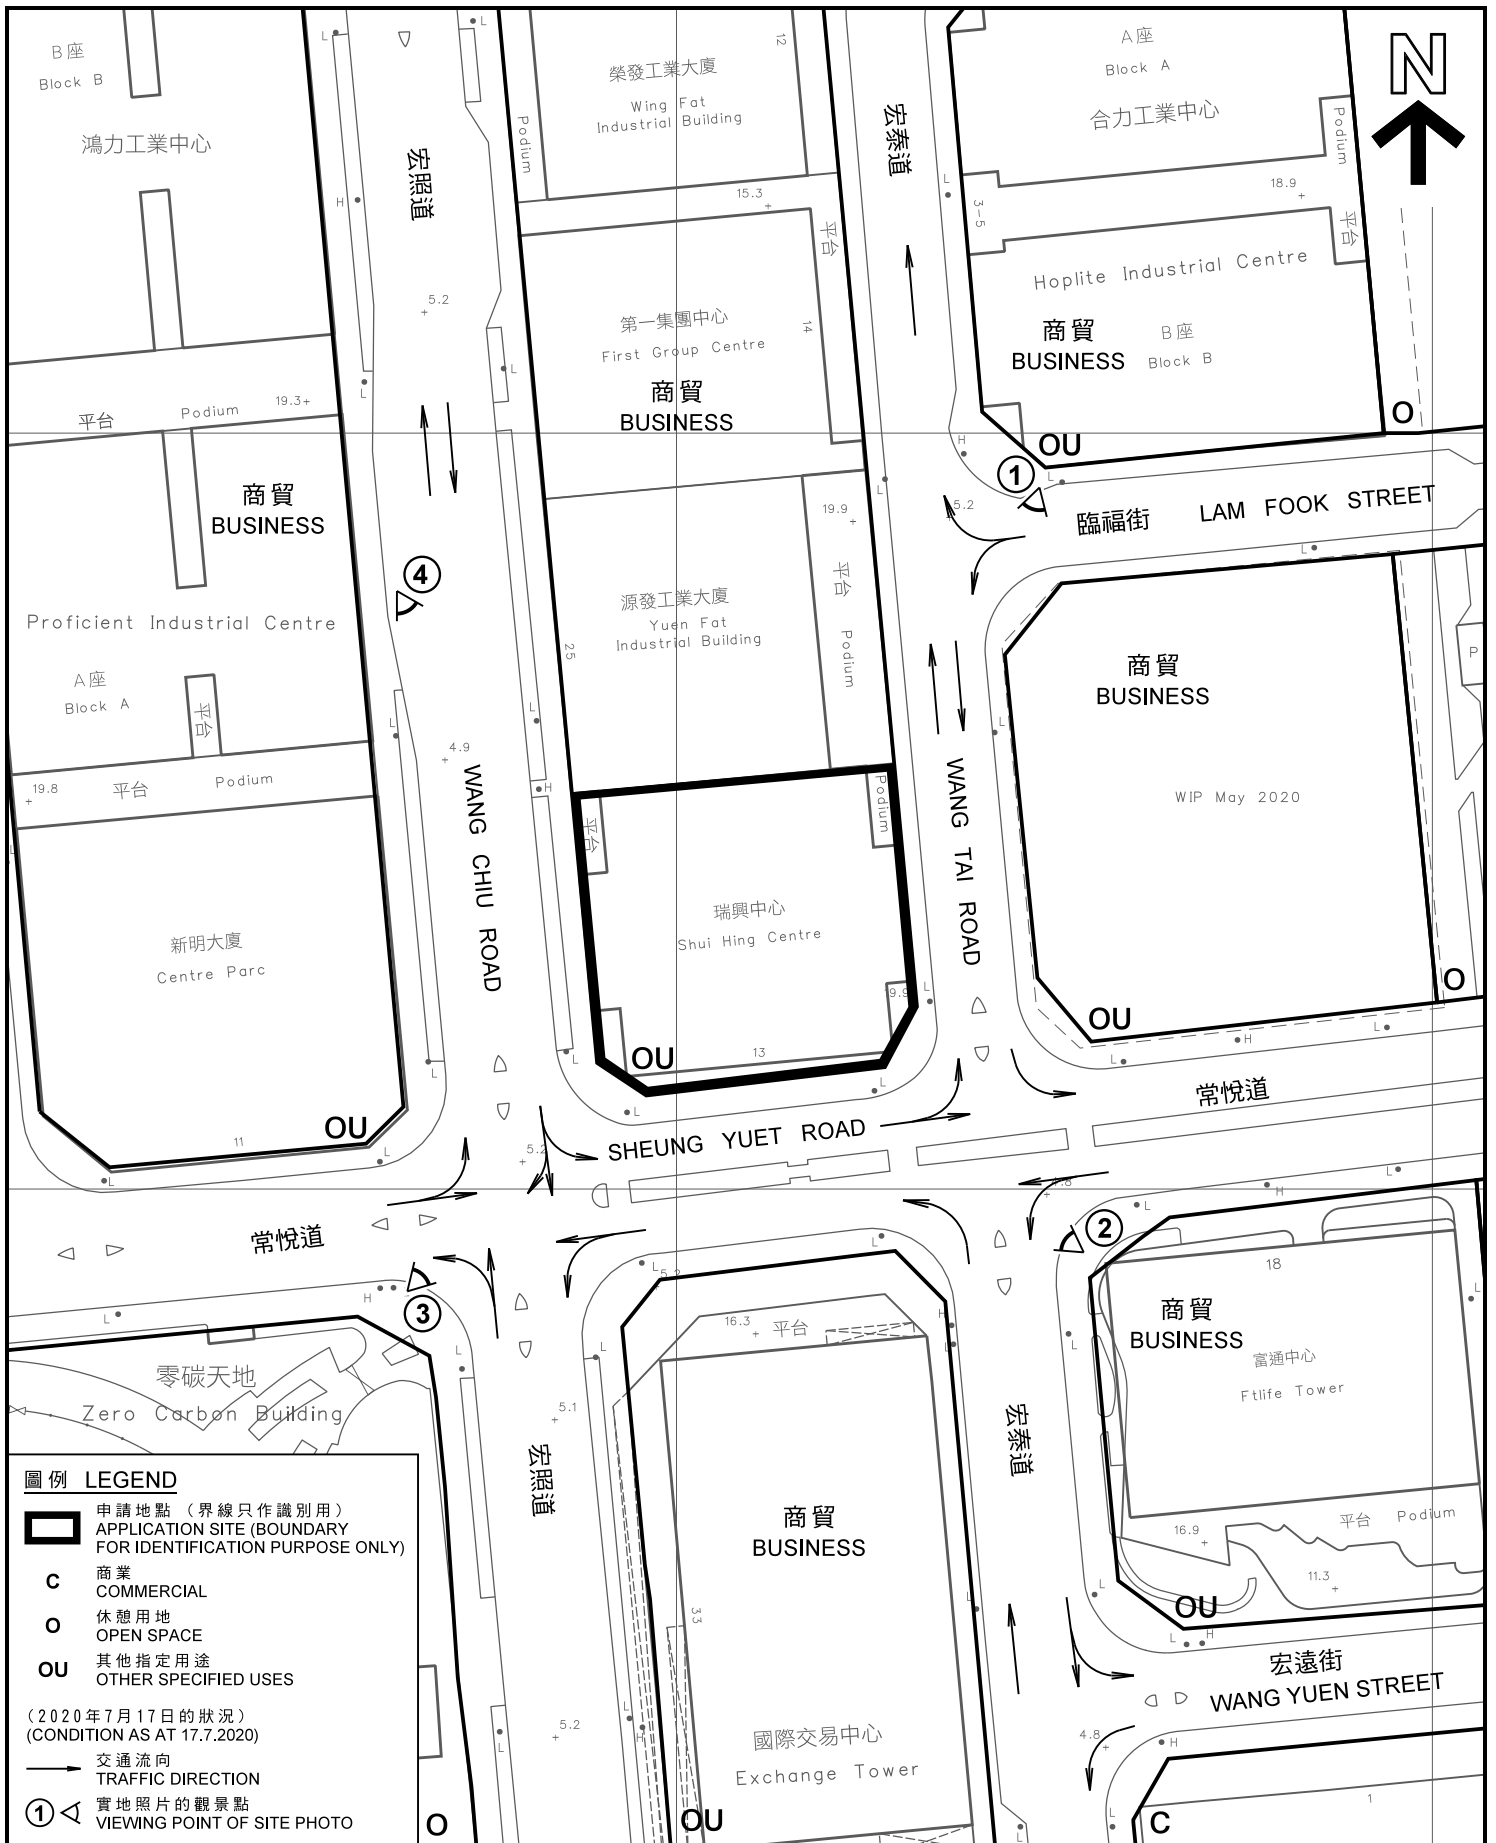 B座
Block B
鴻力工業中心
榮發工業大廈
Wing Fat
Industrial Building
12
Podium
宏照道
宏泰道
A座
Block A
合力工業中心
Podium
N
15.3
18.9
3-5
平台
平台
Hoplite Industrial Centre
5.2
第一集團中心
First Group Centre
14
商貿
BUSINESS
商貿
BUSINESS
B座
Block B
平台 Podium 19.3
O
OU
商貿
BUSINESS
1
5.2
臨福街 LAM FOOK STREET
19.9
4
平台 Podium
源發工業大廈
Yuen Fat
Industrial Building
25
Proficient Industrial Centre
A座
Block A
平台
商貿
BUSINESS
P
4.9
19.8
平台 Podium
WANG CHIU ROAD
WANG TAI ROAD
WIP May 2020
平台
Podium
瑞興中心
Shui Hing Centre
新明大廈
Centre Parc
O
OU
OU
13
OU
11
常悅道
SHEUNG YUET ROAD
5.2
常悅道
2
3
18
商貿
BUSINESS
富通中心
Ftlife Tower
16.3
平台
零碳天地
Zero Carbon Building
5.1
宏照道
宏泰道
商貿
BUSINESS
33
16.9
平台 Podium
11.3
OU
宏遠街
WANG YUEN STREET
5.2
國際交易中心
Exchange Tower
4.8
OU
O
C
1
圖例 LEGEND
申請地點（界線只作識別用）
APPLICATION SITE (BOUNDARY
FOR IDENTIFICATION PURPOSE ONLY)
C
商業
COMMERCIAL
O
休憩用地
OPEN SPACE
OU
其他指定用途
OTHER SPECIFIED USES
（2020年7月17日的狀況）
(CONDITION AS AT 17.7.2020)
交通流向
TRAFFIC DIRECTION
1
實地照片的觀景點
VIEWING POINT OF SITE PHOTO